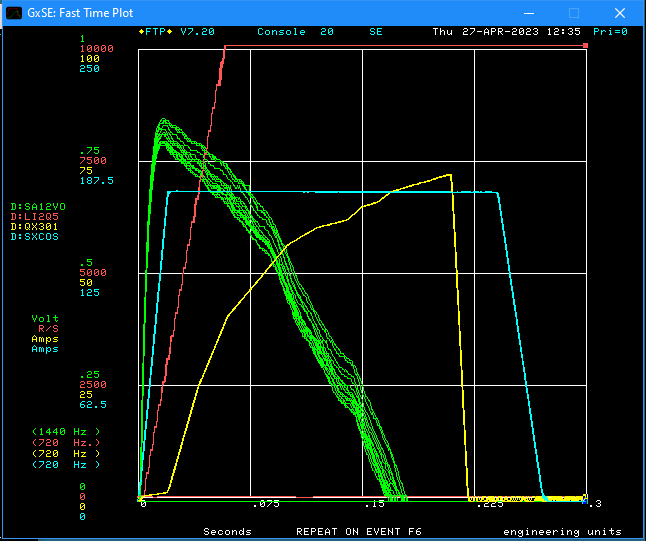 GxSE: Fast Time Plot
◆FTP◆ V7.20 Console 20 SE Thu 27-APR-2023 12:35 Pri=0
1
10000
100
250
.75
7500
75
187.5
D:SA12VO
D:LI2Q5
D:QX301
D:SXCOS
.5
5000
50
125
Volt
R/S
Amps
Amps
.25
2500
25
62.5
(1440 Hz )
(720 Hz.)
(720 Hz )
(720 Hz )
0
0
0
0
0 .075 .15 .225 .3
Seconds REPEAT ON EVENT F6 engineering units